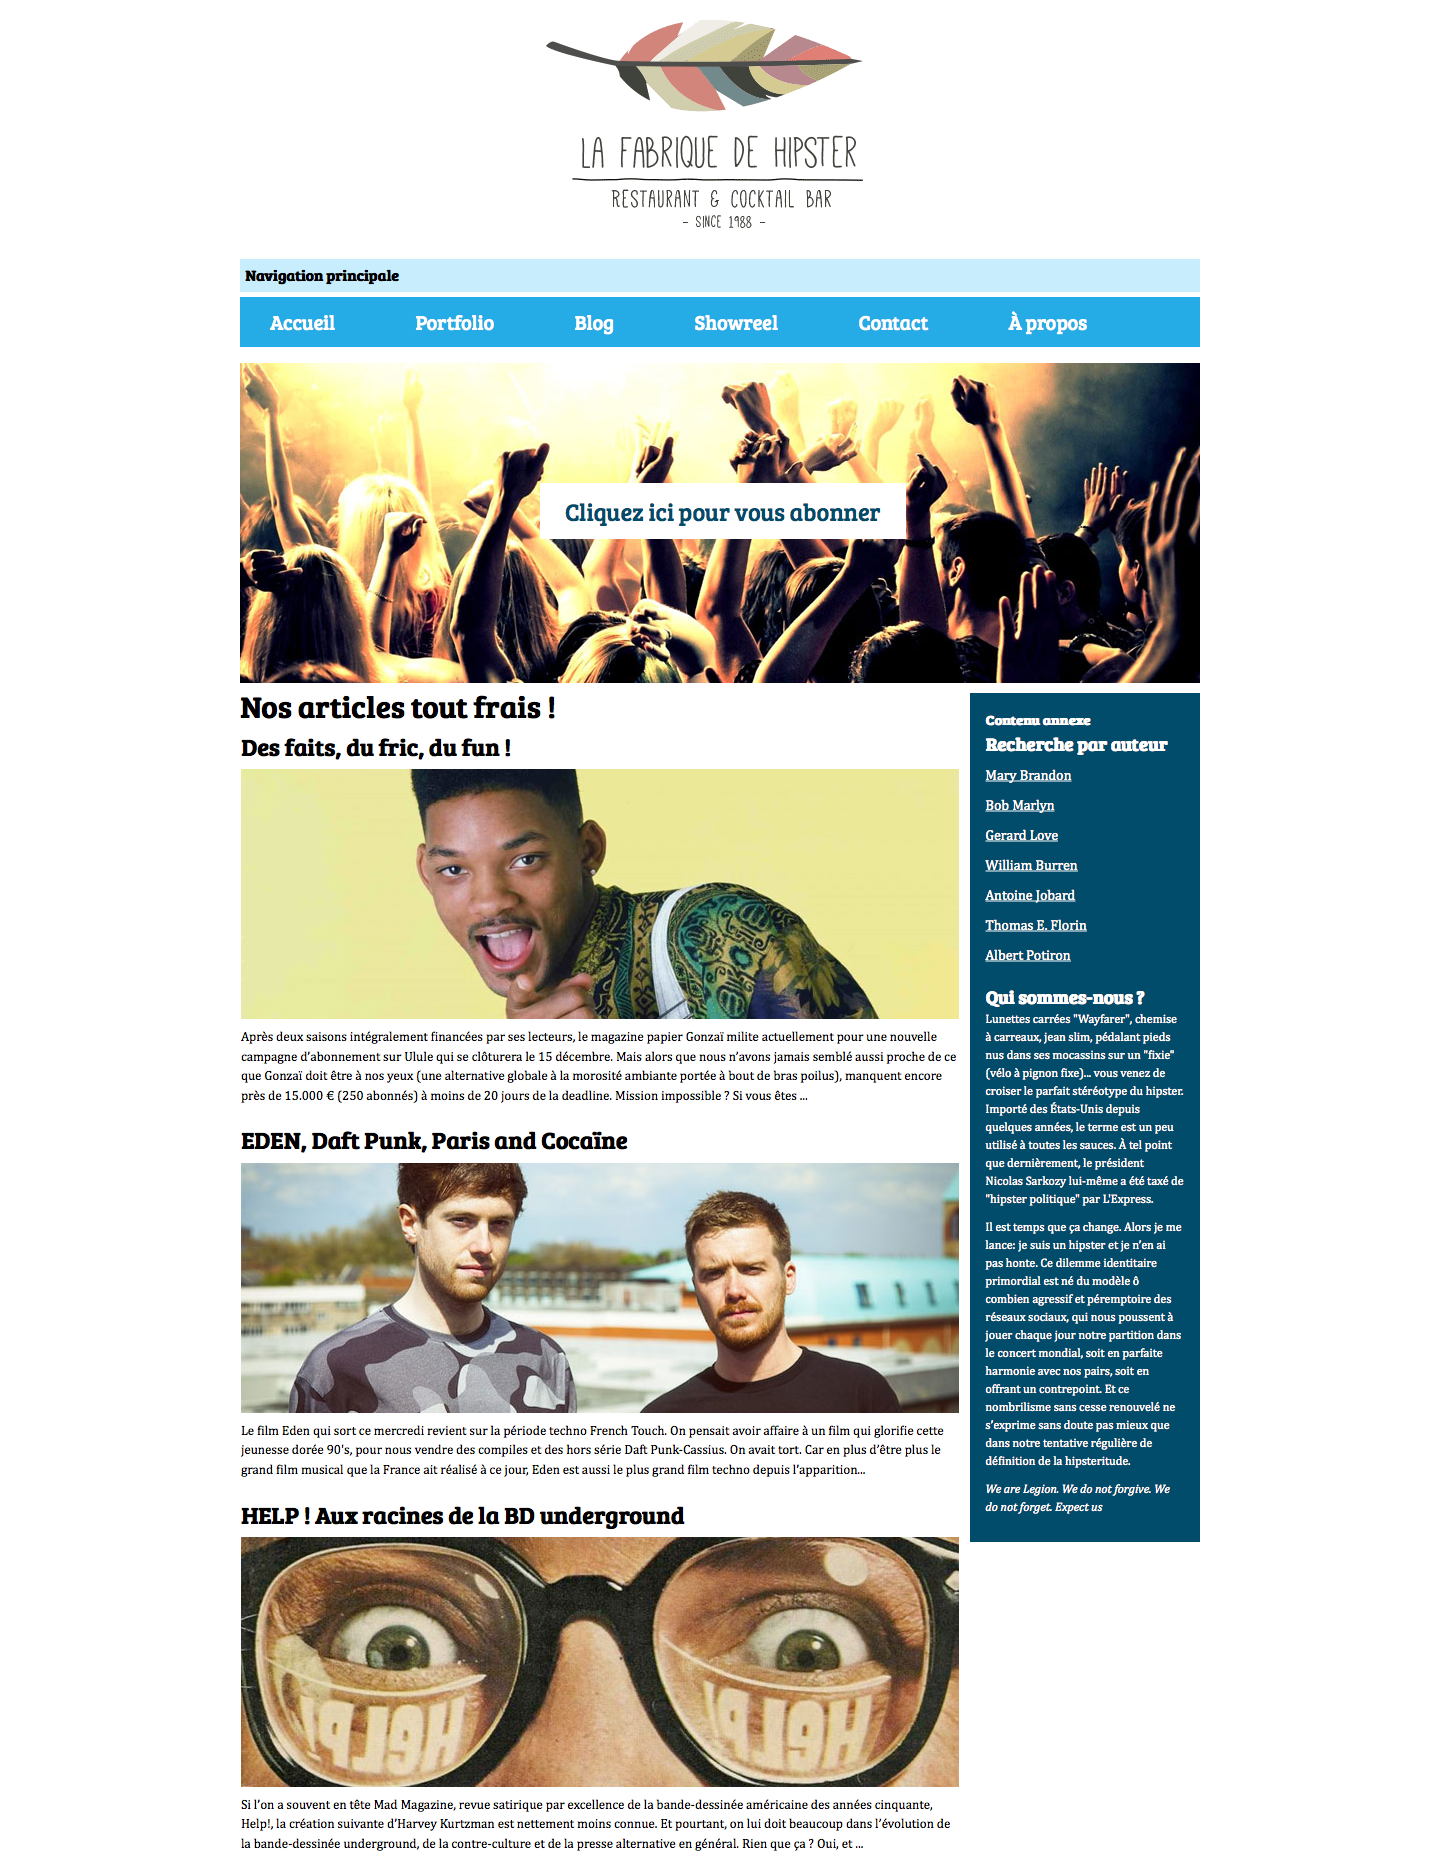 LA FABRIQUE DE HIPSTER
RESTAURANT & COCKTAIL BAR
- SINCE 1988 -
Navigation principale
Accueil Portfolio Blog Showreel Contact À propos
Cliquez ici pour vous abonner
Nos articles tout frais !
Des faits, du fric, du fun !
Après deux saisons intégralement financées par ses lecteurs, le magazine papier Gonzaï milite actuellement pour une nouvelle
campagne d’abonnement sur Ulule qui se clôturera le 15 décembre. Mais alors que nous n’avons jamais semblé aussi proche de ce
que Gonzaï doit être à nos yeux (une alternative globale à la morosité ambiante portée à bout de bras poilus), manquent encore
près de 15.000 € (250 abonnés) à moins de 20 jours de la deadline. Mission impossible ? Si vous êtes ...
EDEN, Daft Punk, Paris and Cocaïne
Le film Eden qui sort ce mercredi revient sur la période techno French Touch. On pensait avoir affaire à un film qui glorifie cette
jeunesse dorée 90's, pour nous vendre des compiles et des hors série Daft Punk-Cassius. On avait tort. Car en plus d’être plus le
grand film musical que la France ait réalisé à ce jour, Eden est aussi le plus grand film techno depuis l’apparition...
HELP ! Aux racines de la BD underground
HELP! HELP!
Si l’on a souvent en tête Mad Magazine, revue satirique par excellence de la bande-dessinée américaine des années cinquante,
Help!, la création suivante d’Harvey Kurtzman est nettement moins connue. Et pourtant, on lui doit beaucoup dans l’évolution de
la bande-dessinée underground, de la contre-culture et de la presse alternative en général. Rien que ça ? Oui, et ...
Contenu annexe
Recherche par auteur
Mary Brandon
Bob Marlyn
Gerard Love
William Burren
Antoine Jobard
Thomas E. Florin
Albert Potiron
Qui sommes-nous ?
Lunettes carrées "Wayfarer", chemise
à carreaux, jean slim, pédalant pieds
nus dans ses mocassins sur un "fixie"
(vélo à pignon fixe)... vous venez de
croiser le parfait stéréotype du hipster.
Importé des États-Unis depuis
quelques années, le terme est un peu
utilisé à toutes les sauces. À tel point
que dernièrement, le président
Nicolas Sarkozy lui-même a été taxé de
"hipster politique" par L'Express.
Il est temps que ça change. Alors je me
lance: je suis un hipster et je n’en ai
pas honte. Ce dilemme identitaire
primordial est né du modèle ô
combien agressif et péremptoire des
réseaux sociaux, qui nous poussent à
jouer chaque jour notre partition dans
le concert mondial, soit en parfaite
harmonie avec nos pairs, soit en
offrant un contrepoint. Et ce
nombrilisme sans cesse renouvelé ne
s’exprime sans doute pas mieux que
dans notre tentative régulière de
définition de la hipsteritude.
We are Legion. We do not forgive. We
do not forget. Expect us